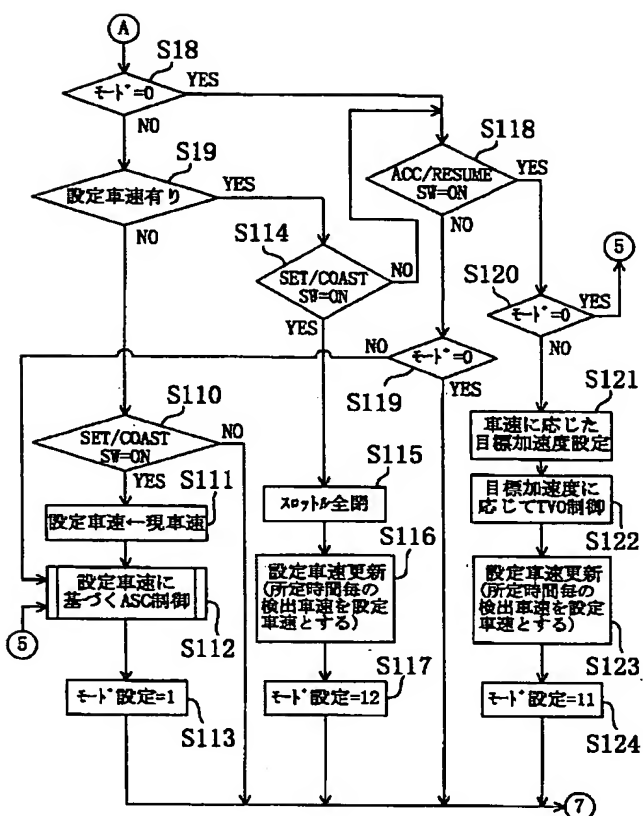 A
S18
モード=0
YES
NO
S19
設定車速有り
YES
NO
S114
SET/COAST
SW=ON
NO
YES
S118
ACC/RESUME
SW=ON
YES
NO
S120
モード=0
YES
5
NO
S119
モード=0
NO
YES
S110
SET/COAST
SW=ON
NO
YES
S111
設定車速←現車速
設定車速に
基づくASC制御
5
S112
モード設定=1
S113
S115
スロットル全閉
S116
設定車速更新
(所定時間毎の
検出車速を設定
車速とする)
モード設定=12
S117
S121
車速に応じた
目標加速度設定
目標加速度に
応じてTVO制御
S122
設定車速更新
(所定時間毎の
検出車速を設定
車速とする)
S123
モード設定=11
S124
7